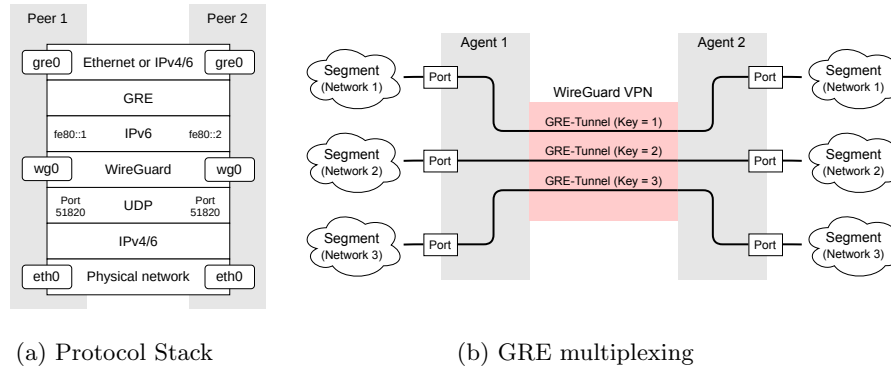 Peer 1
Peer 2
gre0
Ethernet or IPv4/6
gre0
GRE
fe80::1
IPv6
fe80::2
wg0
WireGuard
wg0
Port
51820
UDP
Port
51820
IPv4/6
eth0
Physical network
eth0
(a) Protocol Stack
Agent 1
Agent 2
Segment
(Network 1)
Port
WireGuard VPN
Port
Segment
(Network 1)
GRE-Tunnel (Key = 1)
Segment
(Network 2)
Port
GRE-Tunnel (Key = 2)
Port
Segment
(Network 2)
GRE-Tunnel (Key = 3)
Segment
(Network 3)
Port
Port
Segment
(Network 3)
(b) GRE multiplexing